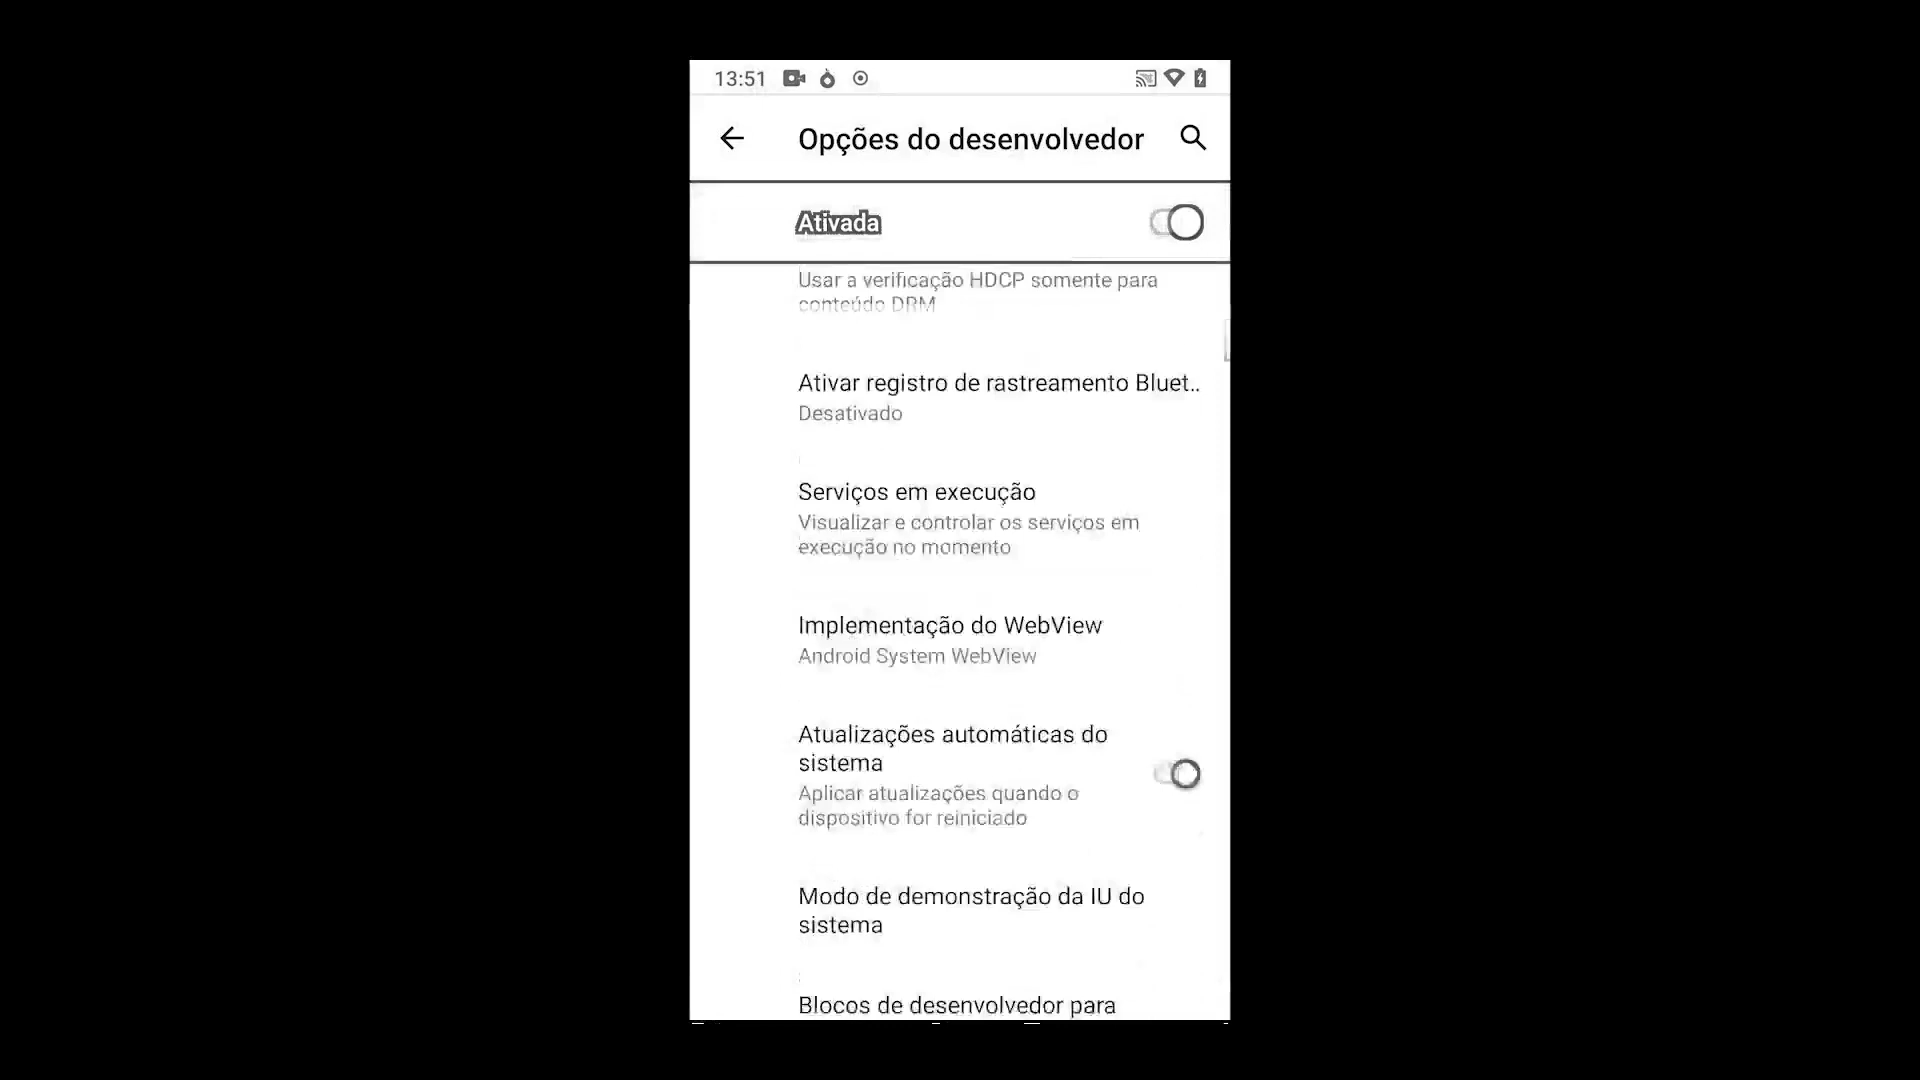 13:51
Opções do desenvolvedor
Ativada
Usar a verificação HDCP somente para
conteúdo DRM
Ativar registro de rastreamento Bluet..
Desativado
Serviços em execução
Visualizar e controlar os serviços em
execução no momento
Implementação do WebView
Android System WebView
Atualizações automáticas do
sistema
Aplicar atualizações quando o
dispositivo for reiniciado
Modo de demonstração da IU do
sistema
Blocos de desenvolvedor para